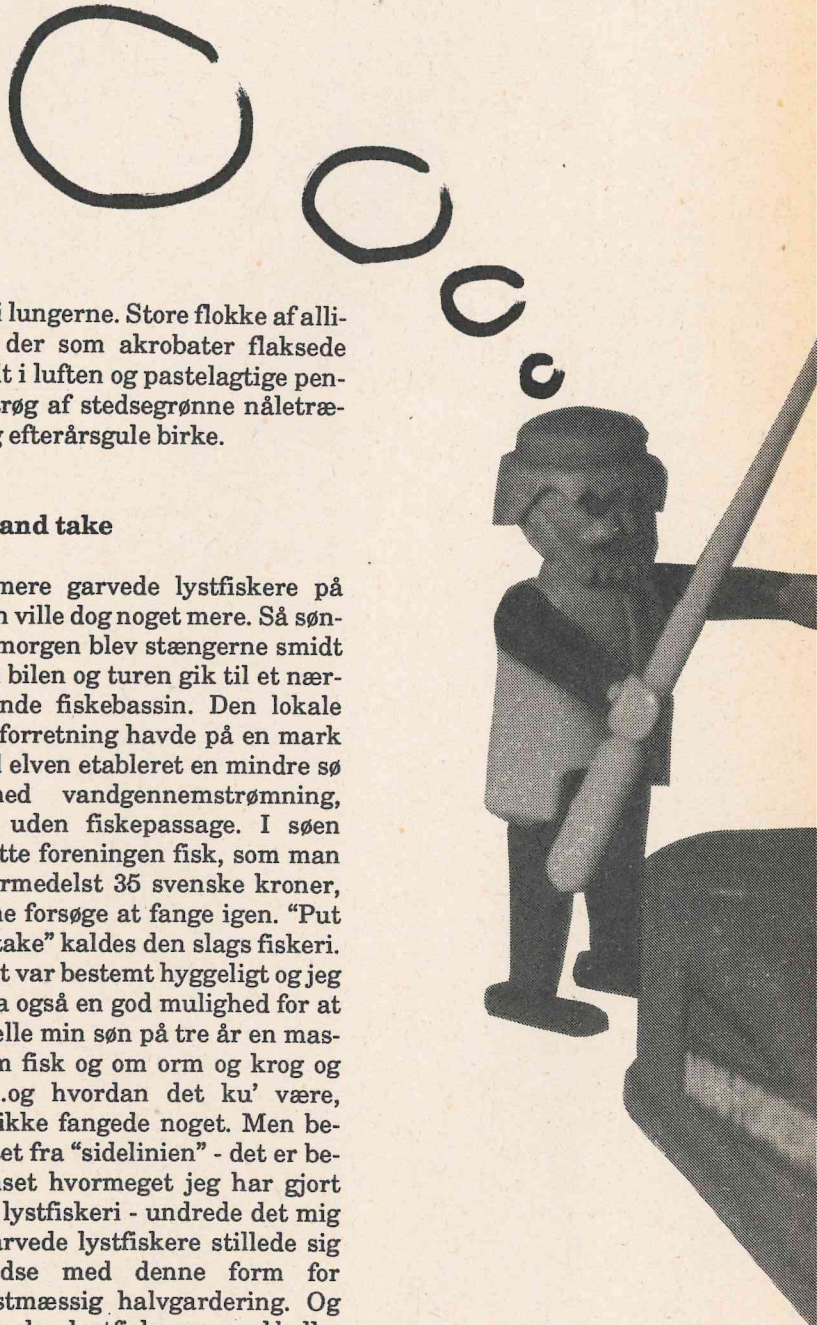 i lungerne. Store flokke af alli-
der som akrobater flaksede
t i luften og pastelagtige pen-
røg af stedsegrønne nåletræ-
g efterårsgule birke.
and take
mere garvede lystfiskere på
n ville dog noget mere. Så søn-
morgen blev stængerne smidt
bilen og turen gik til et nær-
nde fiskebassin. Den lokale
forretning havde på en mark
d elven etableret en mindre sø
ned vandgennemstrømning,
uden fiskepassage. I søen
tte foreningen fisk, som man
rmedelst 35 svenske kroner,
ne forsøge at fange igen. “Put
take” kaldes den slags fiskeri.
t var bestemt hyggeligt og jeg
a også en god mulighed for at
elle min søn på tre år en mas-
m fisk og om orm og krog og
..og hvordan det ku' være,
ikke fangede noget. Men be-
et fra “sidelinien” - det er be-
nset hvormeget jeg har gjort
lystfiskeri - undrede det mig
arvede lystfiskere stillede sig
dse med denne form for
stmæssig halvgardering. Og